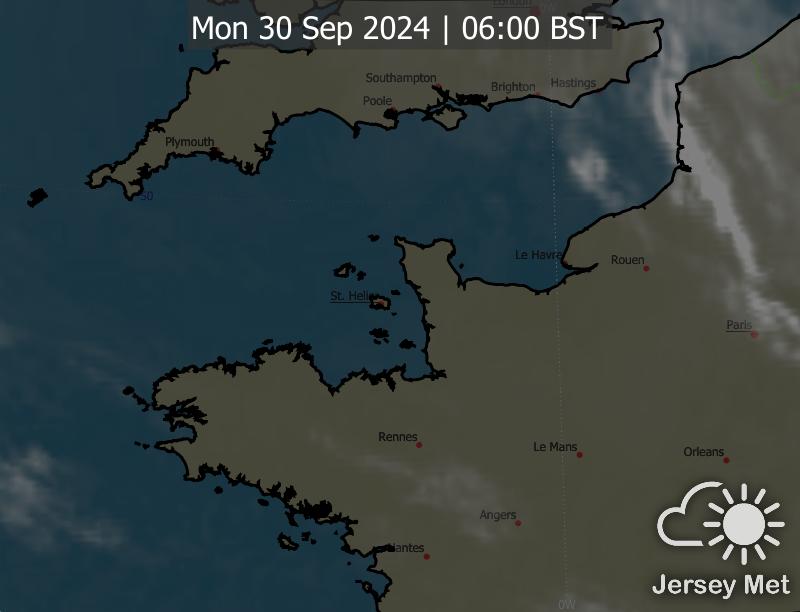 London
Mon 30 Sep 2024 | 06:00 BST
Southampton
Brighton
Hastings
Poole
Plymouth
50
Le Havre
Rouen
St. Helier
Paris
Rennes
Le Mans
Orleans
Angers
Nantes
Jersey Met
0W